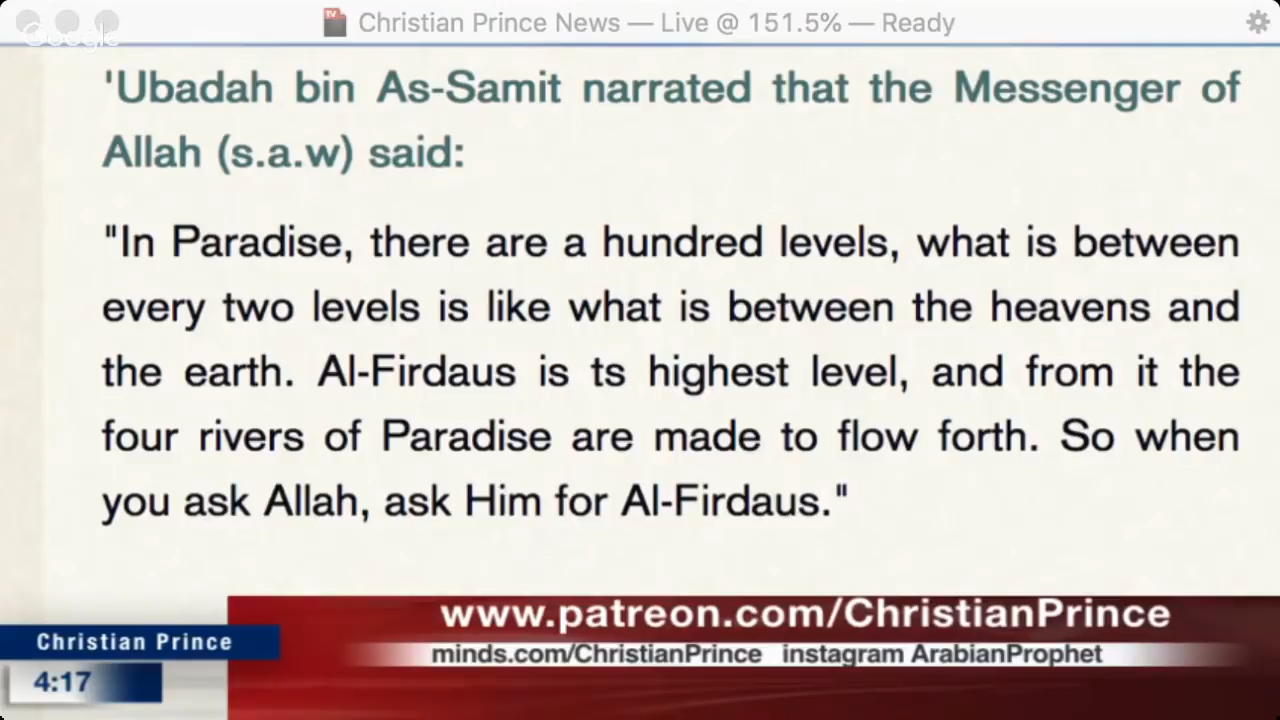 Christian Prince News — Live @ 151.5% — Ready
Google
'Ubadah bin As-Samit narrated that the Messenger of
Allah (s.a.w) said:
"In Paradise, there are a hundred levels, what is between
every two levels is like what is between the heavens and
the earth. Al-Firdaus is ts highest level, and from it the
four rivers of Paradise are made to flow forth. So when
you ask Allah, ask Him for Al-Firdaus."
www.patreon.com/ChristianPrince
Christian Prince
minds.com/ChristianPrince instagram ArabianProphet
4:17